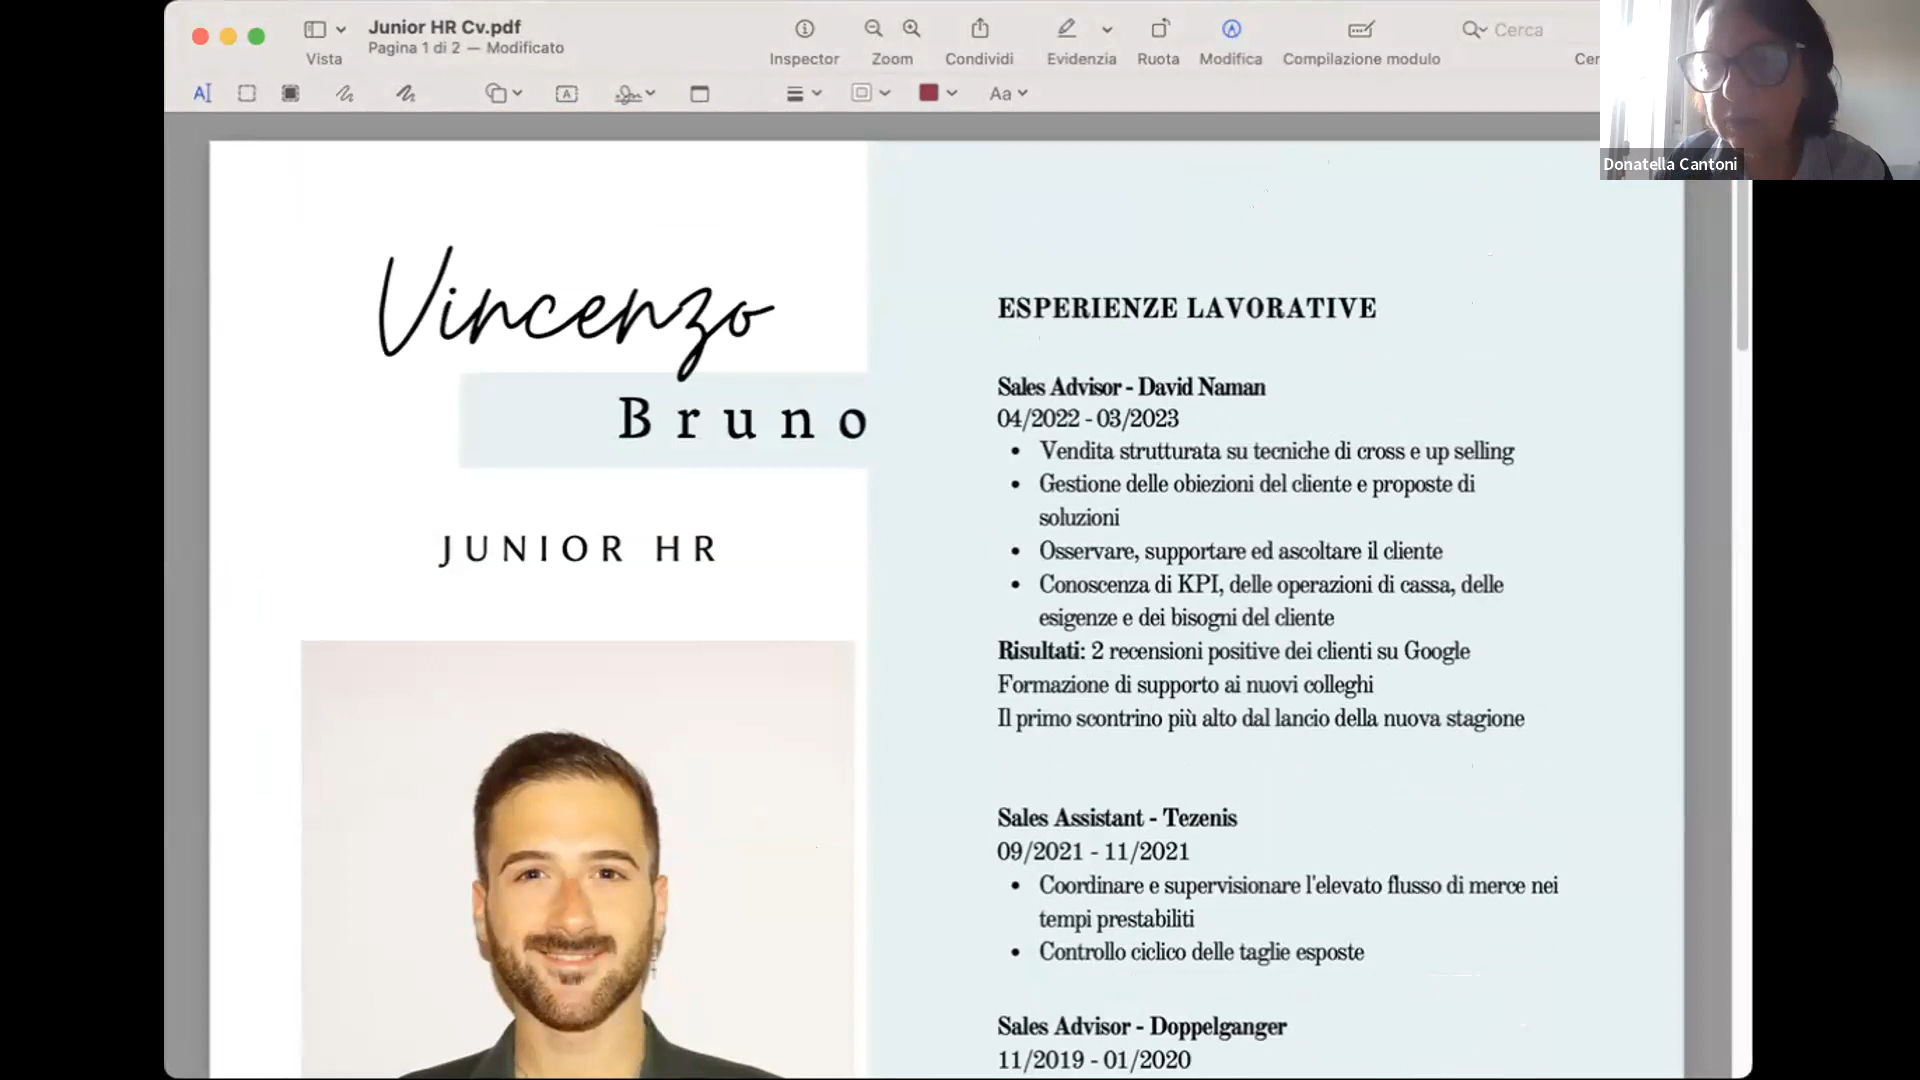 Junior HR Cv.pdf
Pagina 1 di 2 — Modificato
Vista
Inspector
Zoom
Condividi
Evidenzia
Ruota
Modifica
Compilazione modulo
Cerca
Cer
A
Aa
Donatella Cantoni
Vincenzo
Bruno
JUNIOR HR
ESPERIENZE LAVORATIVE
Sales Advisor - David Naman
04/2022 - 03/2023
• Vendita strutturata su tecniche di cross e up selling
• Gestione delle obiezioni del cliente e proposte di
soluzioni
• Osservare, supportare ed ascoltare il cliente
• Conoscenza di KPI, delle operazioni di cassa, delle
esigenze e dei bisogni del cliente
Risultati: 2 recensioni positive dei clienti su Google
Formazione di supporto ai nuovi colleghi
Il primo scontrino più alto dal lancio della nuova stagione
Sales Assistant - Tezenis
09/2021 - 11/2021
• Coordinare e supervisionare l'elevato flusso di merce nei
tempi prestabiliti
• Controllo ciclico delle taglie esposte
Sales Advisor - Doppelganger
11/2019 - 01/2020